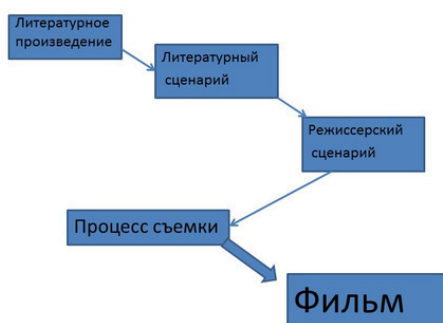 Литературное
произведение
Литературный
сценарий
Режиссерский
сценарий
Процесс съемки
Фильм